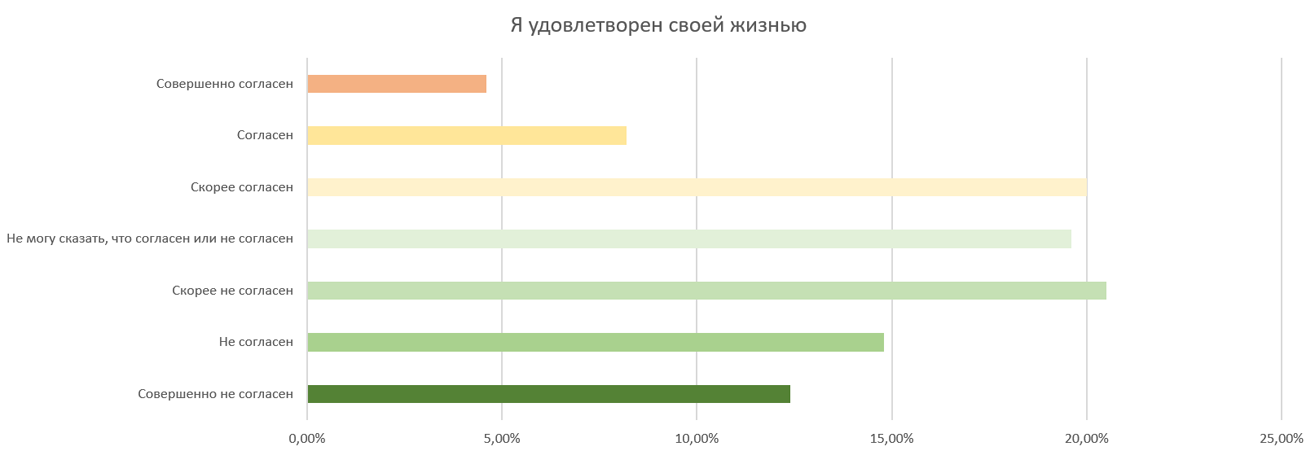 Я удовлетворен своей жизнью
Совершенно согласен
Согласен
Скорее согласен
Не могу сказать, что согласен или не согласен
Скорее не согласен
Не согласен
Совершенно не согласен
0,00% 5,00% 10,00% 15,00% 20,00% 25,00%